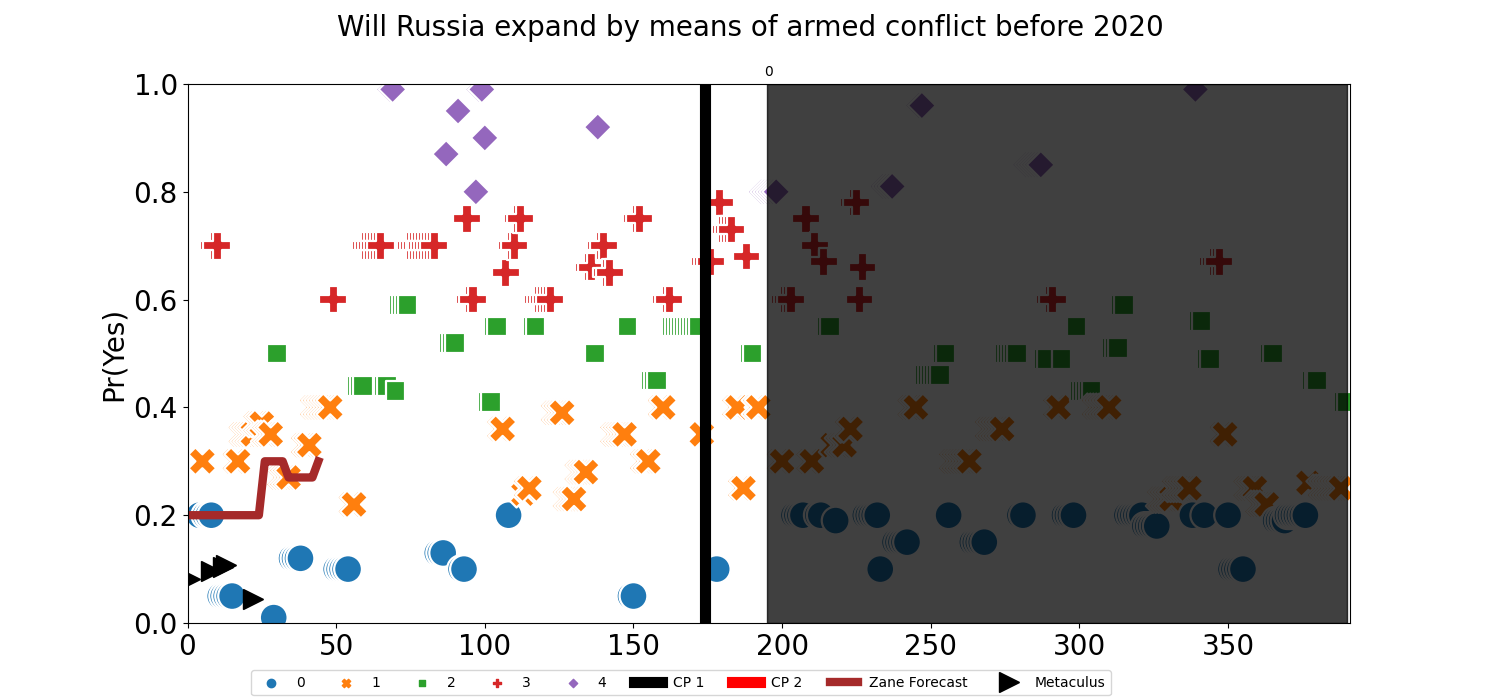 Will Russia expand by means of armed conflict before 2020
0
1.0
0.8
0.6
0.4
0.2
0.0
Pr(Yes)
0 50 100 150 200 250 300 350
0 1 2 3 4 CP 1 CP 2 Zane Forecast Metaculus